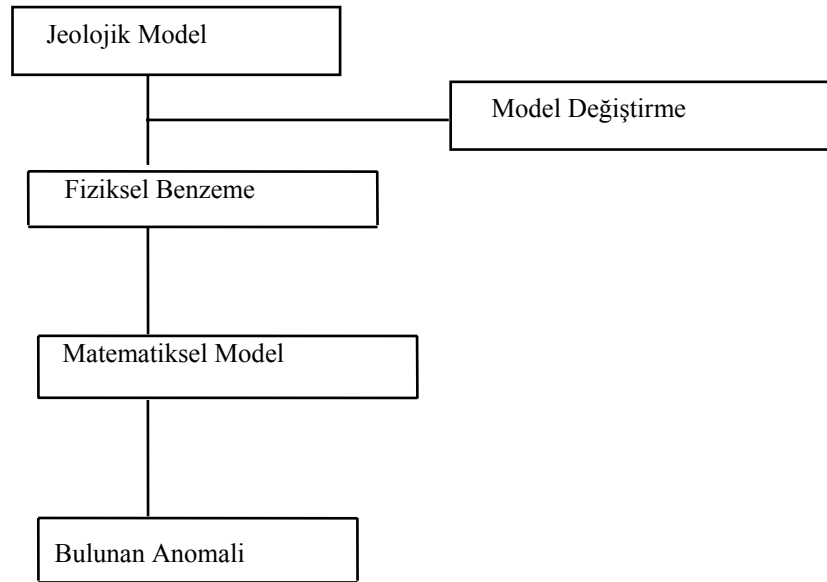 Jeolojik Model
Model Değiştirme
Fiziksel Benzeme
Matematiksel Model
Bulunan Anomali